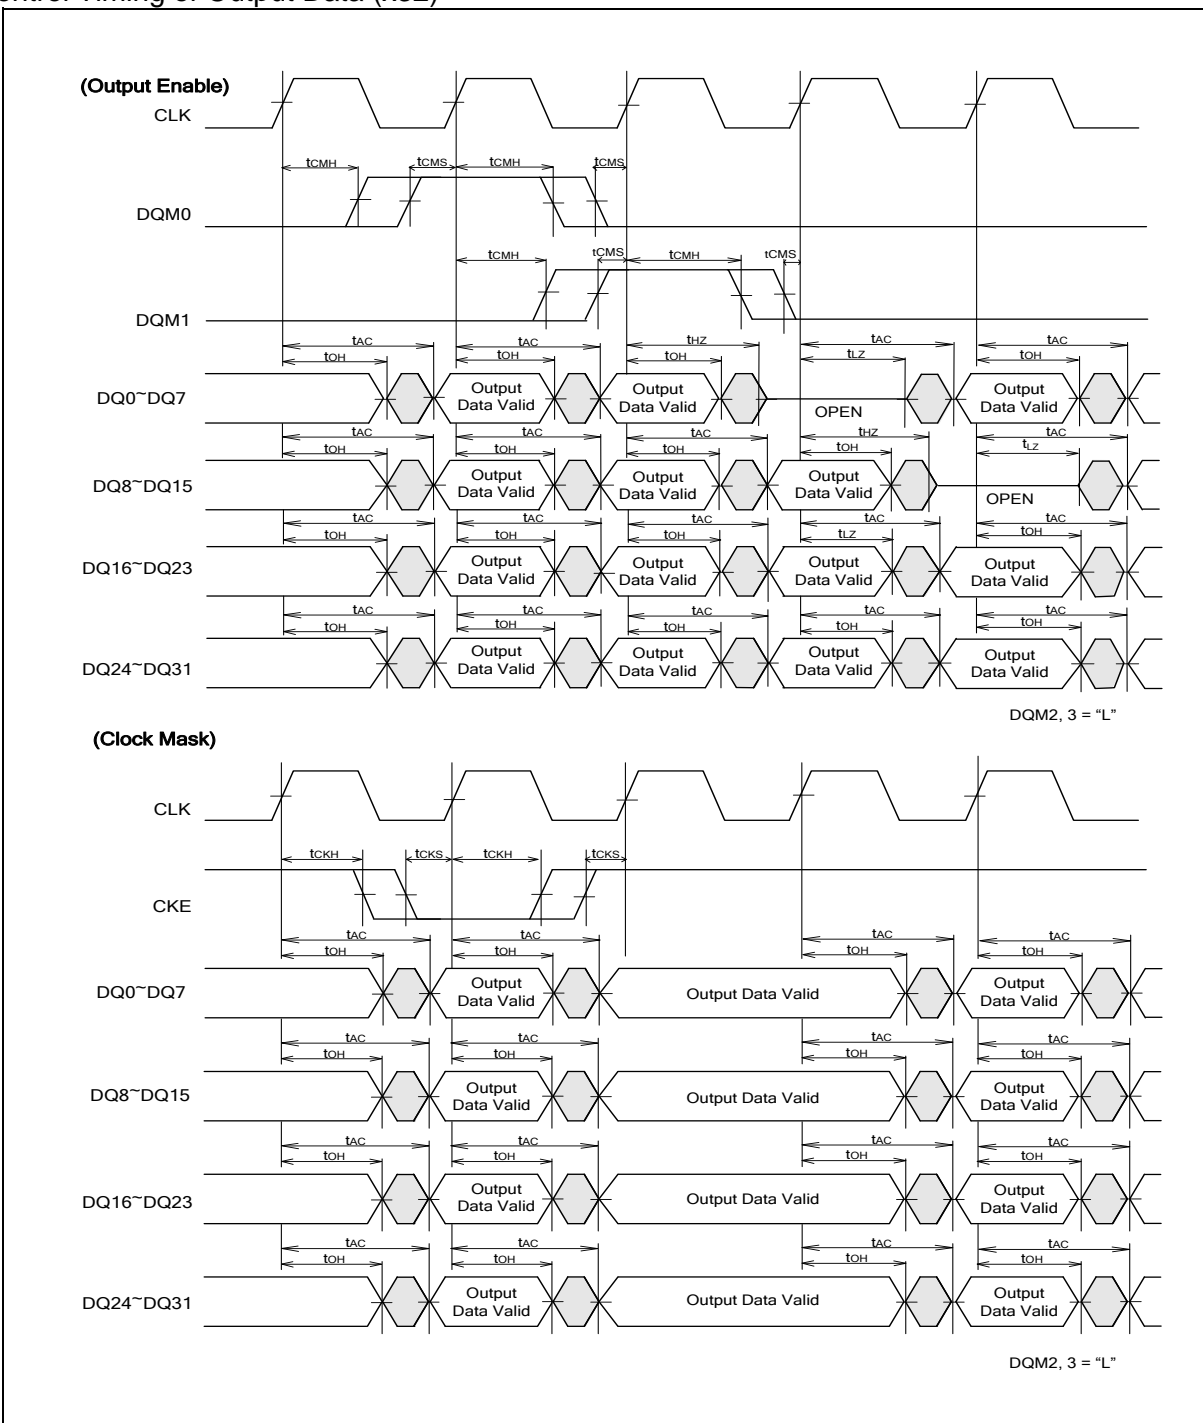 ontrol Timing of Output Data (x32)
(Output Enable)
CLK
tCMH tCMS tCMH tCMS
DQM0
tCMH tCMS tCMH tCMS
DQM1
tAC tAC tHZ tAC tAC
tOH tOH tOH tLZ tOH
DQ0~DQ7
Output Data Valid
Output Data Valid
OPEN
Output Data Valid
tAC tAC tAC tHZ tAC
tOH tOH tOH tOH tLZ
DQ8~DQ15
Output Data Valid
Output Data Valid
Output Data Valid
OPEN
tAC tAC tAC tAC tAC
tOH tOH tOH tLZ tOH
DQ16~DQ23
Output Data Valid
Output Data Valid
Output Data Valid
Output Data Valid
tAC tAC tAC tAC tAC
tOH tOH tOH tOH tOH
DQ24~DQ31
Output Data Valid
Output Data Valid
Output Data Valid
Output Data Valid
DQM2, 3 = “L”
(Clock Mask)
CLK
tCKH tCKS tCKH tCKS
CKE
tAC tAC tAC tAC
tOH tOH tOH tOH
DQ0~DQ7
Output Data Valid
Output Data Valid
Output Data Valid
tAC tAC tAC tAC
tOH tOH tOH tOH
DQ8~DQ15
Output Data Valid
Output Data Valid
Output Data Valid
tAC tAC tAC tAC
tOH tOH tOH tOH
DQ16~DQ23
Output Data Valid
Output Data Valid
Output Data Valid
tAC tAC tAC tAC
tOH tOH tOH tOH
DQ24~DQ31
Output Data Valid
Output Data Valid
Output Data Valid
DQM2, 3 = “L”